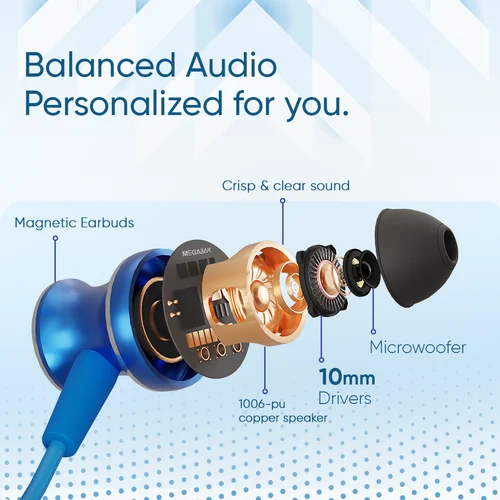 Balanced Audio
Personalized for you.
Crisp & clear sound
Magnetic Earbuds
Microwoofer
10mm
Drivers
1006-pu
copper speaker